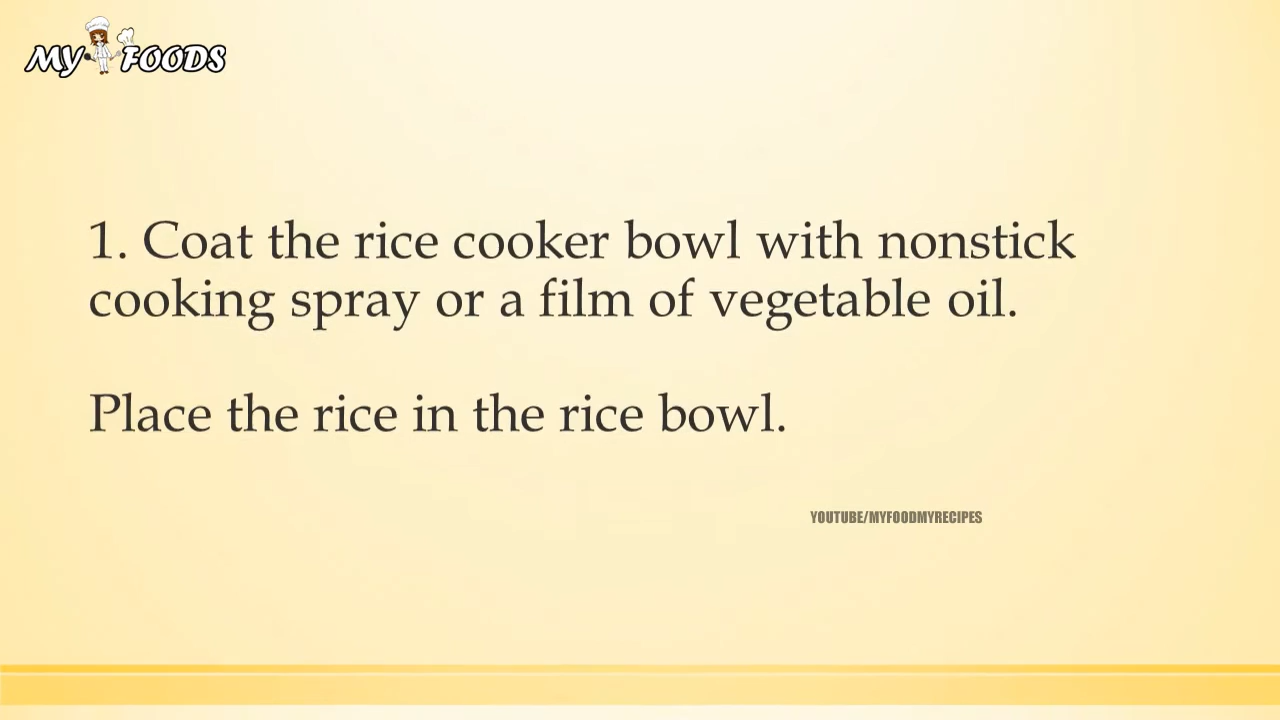 MY FOODS
1. Coat the rice cooker bowl with nonstick
cooking spray or a film of vegetable oil.
Place the rice in the rice bowl.
YOUTUBE/MYFOODMYRECIPES